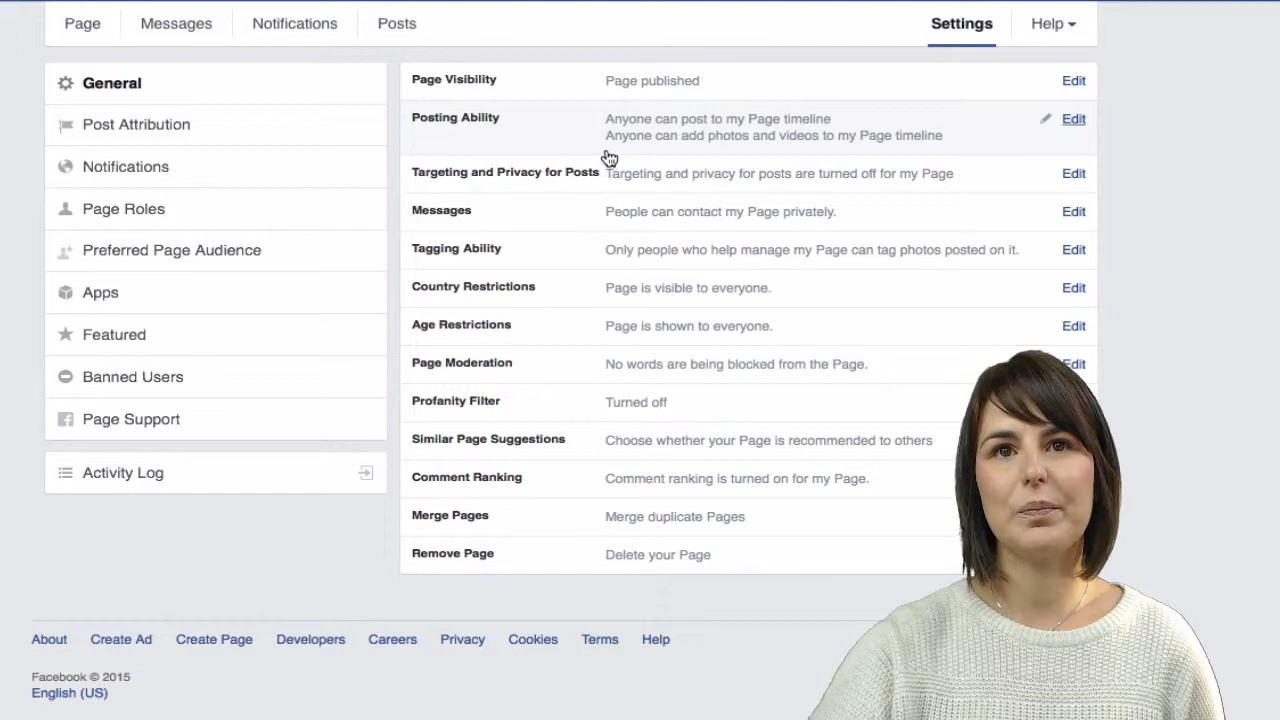 Page
Messages
Notifications
Posts
Settings
Help
General
Post Attribution
Notifications
Page Roles
Preferred Page Audience
Apps
Featured
Banned Users
Page Support
Activity Log
Page Visibility Page published Edit
Posting Ability Anyone can post to my Page timeline Edit
Anyone can add photos and videos to my Page timeline
Targeting and Privacy for Posts Targeting and privacy for posts are turned off for my Page Edit
Messages People can contact my Page privately. Edit
Tagging Ability Only people who help manage my Page can tag photos posted on it. Edit
Country Restrictions Page is visible to everyone. Edit
Age Restrictions Page is shown to everyone. Edit
Page Moderation No words are being blocked from the Page. Edit
Profanity Filter Turned off
Similar Page Suggestions Choose whether your Page is recommended to others
Comment Ranking Comment ranking is turned on for my Page.
Merge Pages Merge duplicate Pages
Remove Page Delete your Page
About Create Ad Create Page Developers Careers Privacy Cookies Terms Help
Facebook © 2015
English (US)